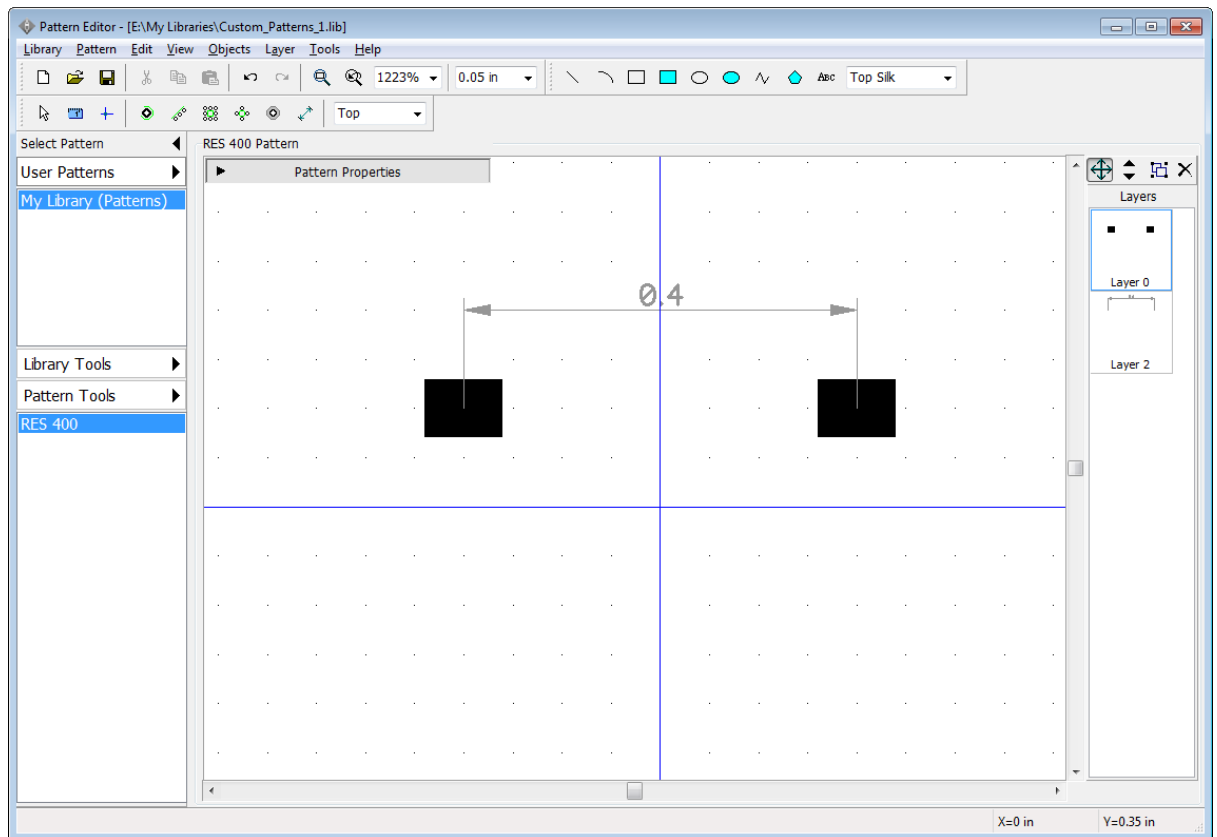 Pattern Editor - [E:\My Libraries\Custom_Patterns_1.lib]
Library Pattern Edit View Objects Layer Tools Help
1223% 0.05 in ABC Top Silk
Top
Select Pattern
RES 400 Pattern
User Patterns
Pattern Properties
My Library (Patterns)
Layers
Layer 0
0.4
Layer 2
Library Tools
Pattern Tools
RES 400
X=0 in Y=0.35 in